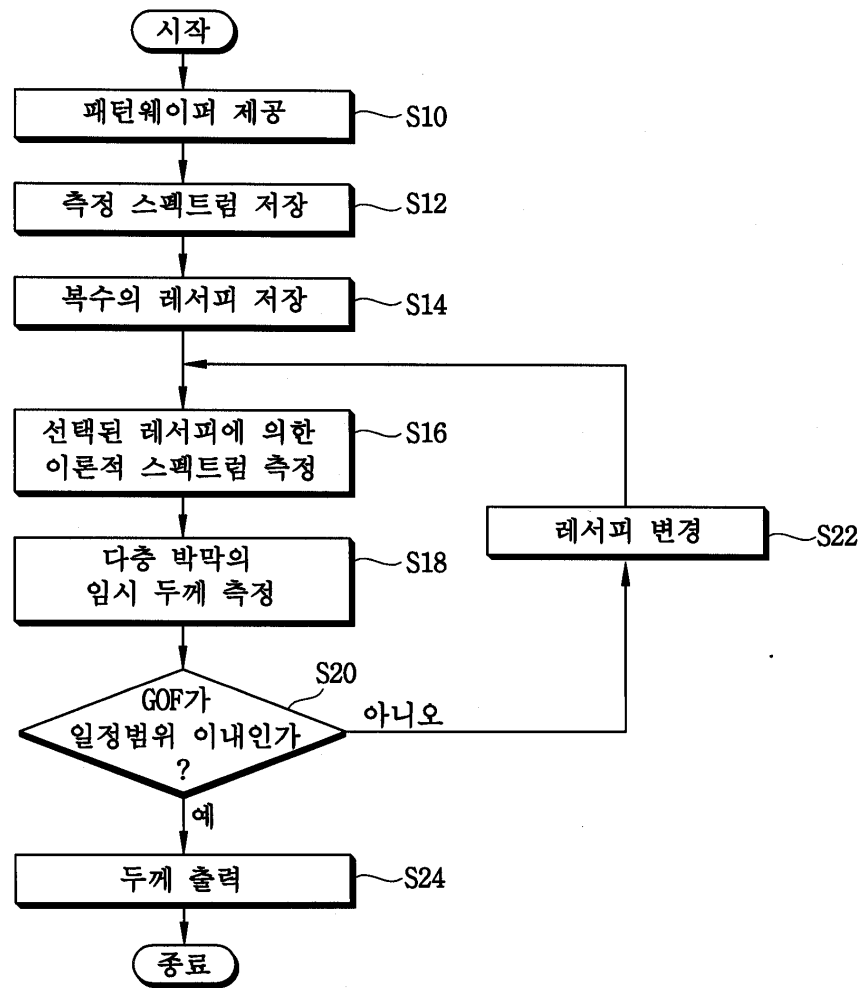 시작
패턴웨이퍼 제공
S10
측정 스펙트럼 저장
S12
복수의 레서피 저장
S14
선택된 레서피에 의한
이론적 스펙트럼 측정
S16
레서피 변경
S22
다층 박막의
임시 두께 측정
S18
S20
GOF가
일정범위 이내인가
?
아니오
예
두께 출력
S24
종료